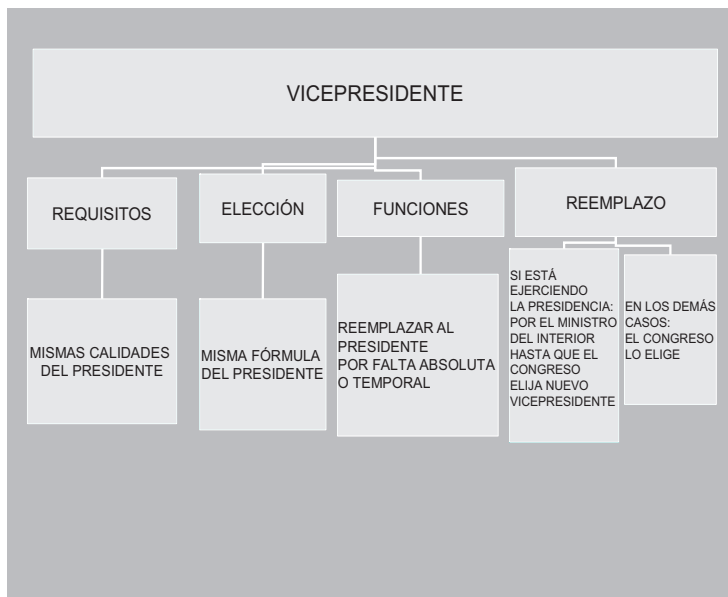 VICEPRESIDENTE
REQUISITOS
ELECCIÓN
FUNCIONES
REEMPLAZO
MISMAS CALIDADES
DEL PRESIDENTE
MISMA FÓRMULA
DEL PRESIDENTE
REEMPLAZAR AL
PRESIDENTE
POR FALTA ABSOLUTA
O TEMPORAL
SI ESTÁ
EJERCIENDO
LA PRESIDENCIA:
POR EL MINISTRO
DEL INTERIOR
HASTA QUE EL
CONGRESO
ELIJA NUEVO
VICEPRESIDENTE
EN LOS DEMÁS
CASOS:
EL CONGRESO
LO ELIGE